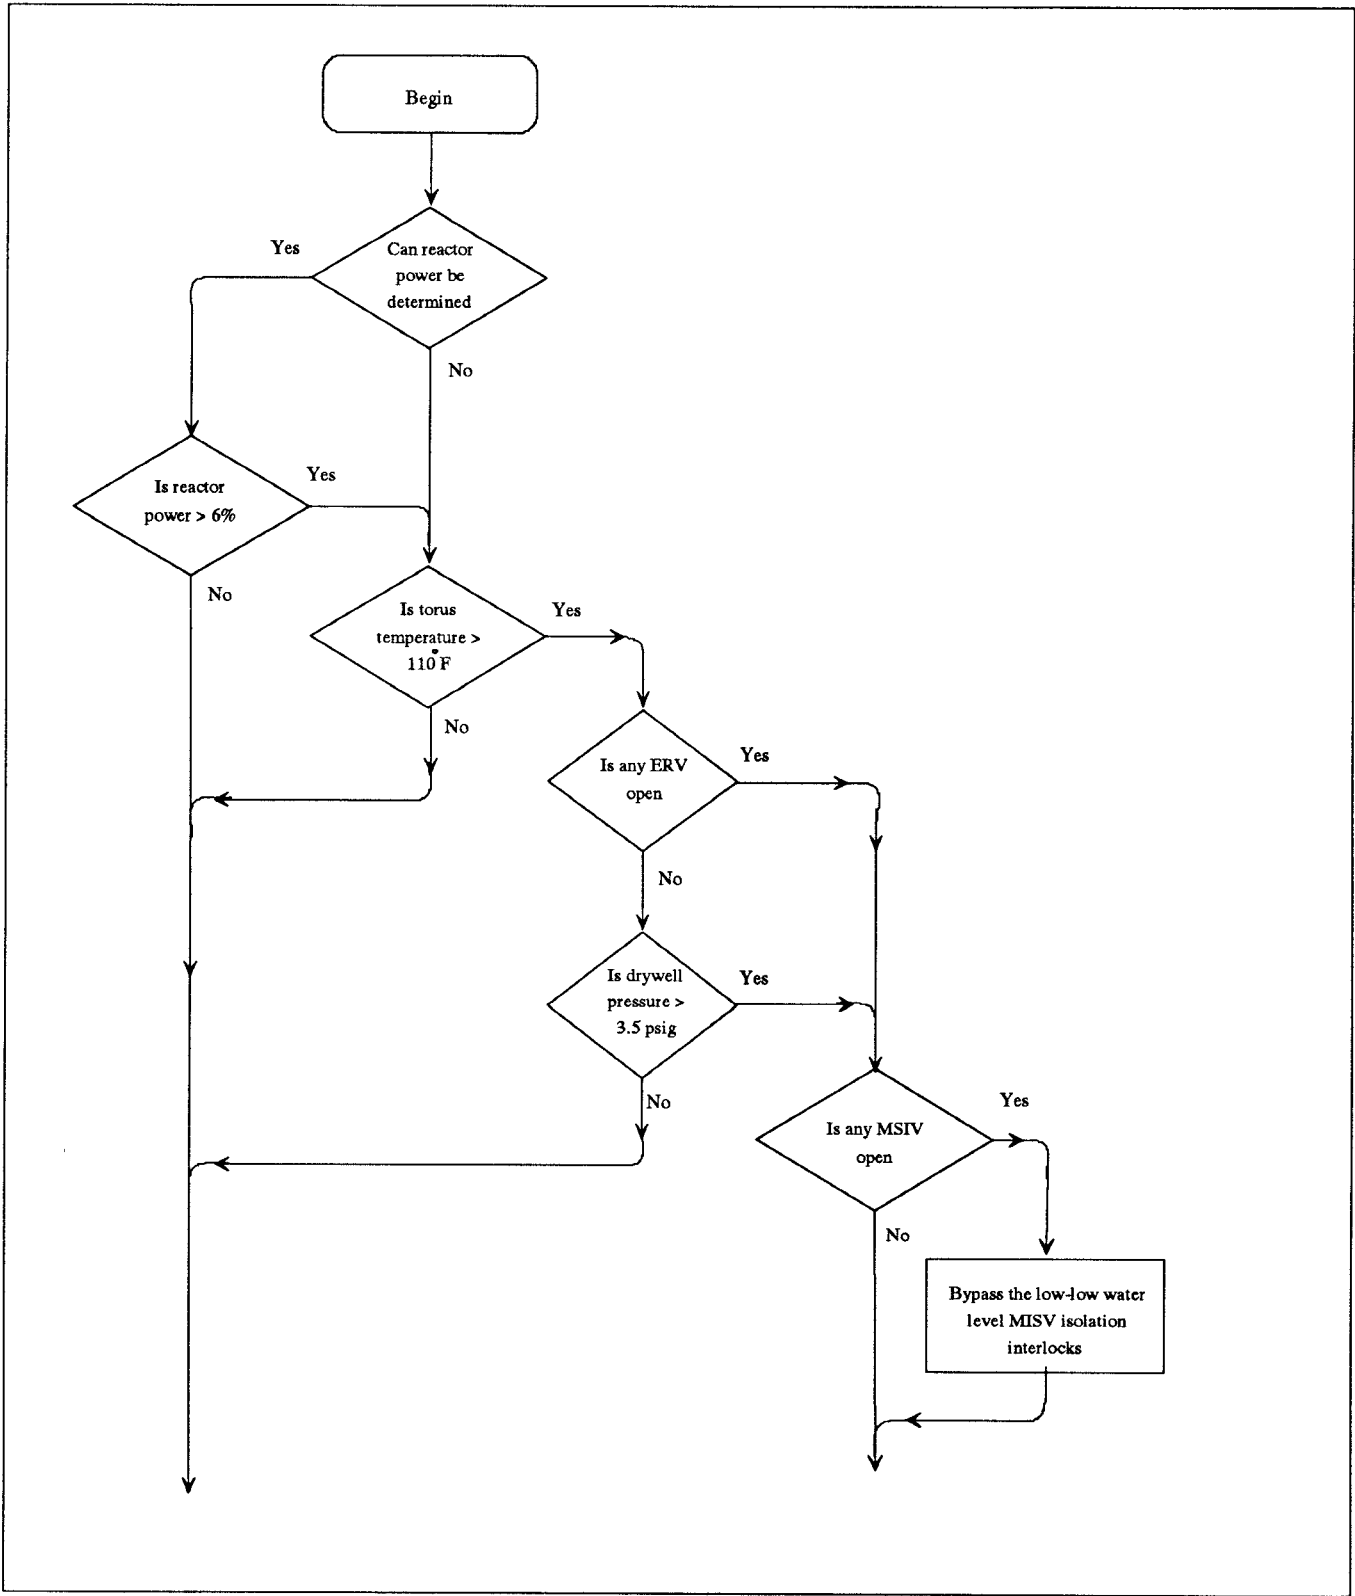 Begin
Yes
Can reactor
power be
determined
No
Is reactor
power > 6%
Yes
No
Is torus
temperature >
110° F
Yes
No
Is any ERV
open
Yes
No
Is drywell
pressure >
3.5 psig
Yes
No
Is any MSIV
open
Yes
No
Bypass the low-low water
level MISV isolation
interlocks